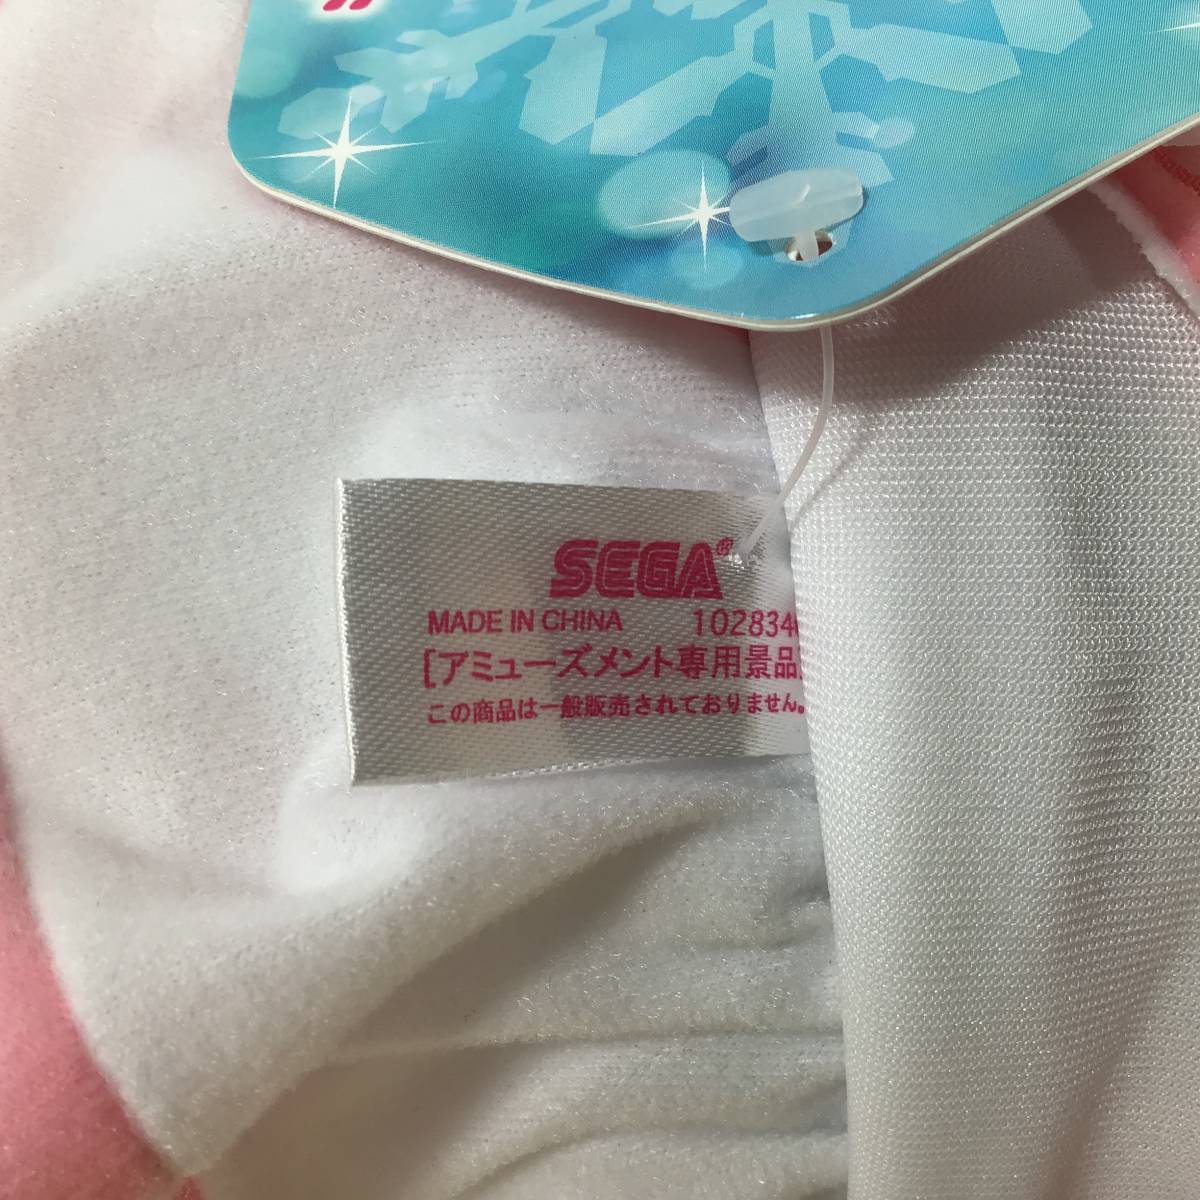 SEGA®
MADE IN CHINA 102834
[アミューズメント専用景品]
この商品は一般販売されておりません。